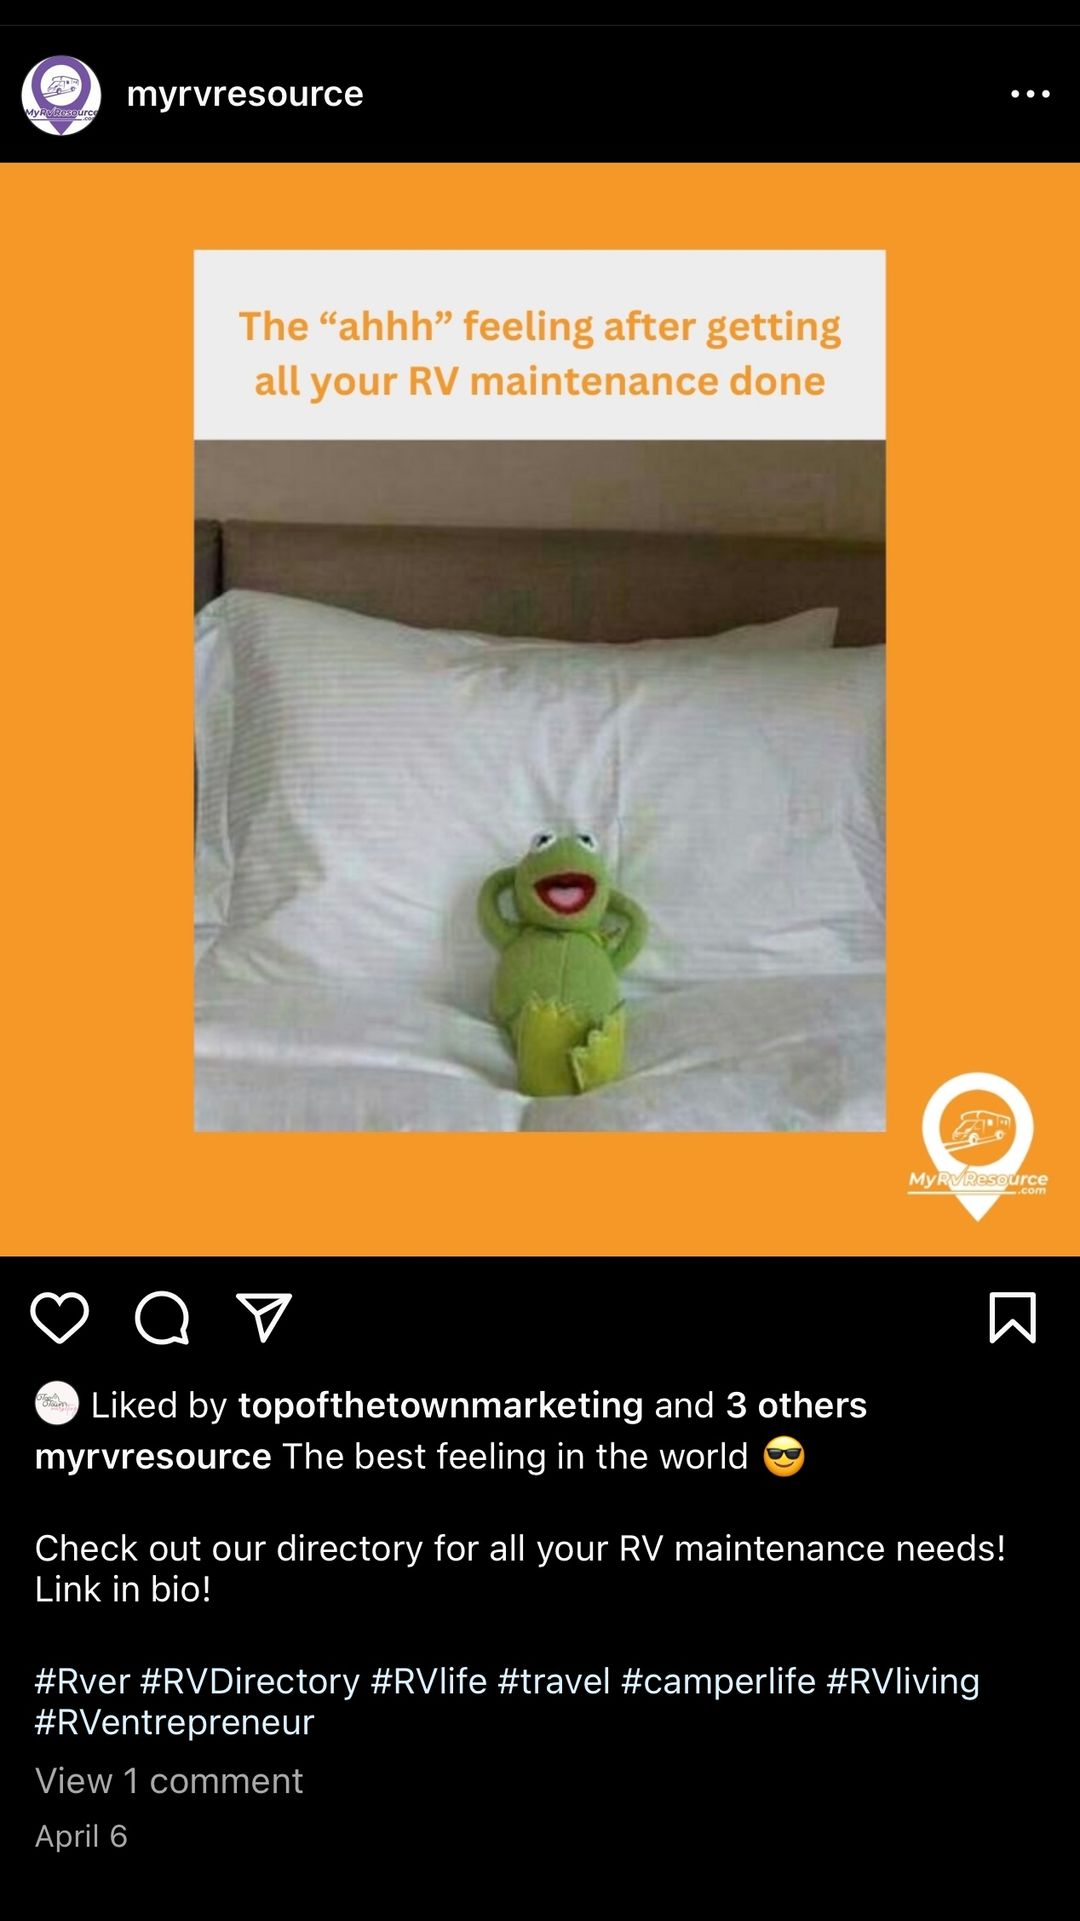 MyRVResource
.com
myrvresource
The “ahhh” feeling after getting
all your RV maintenance done
MyRVResource
.com
Liked by topofthetownmarketing and 3 others
myrvresource The best feeling in the world 😎
Check out our directory for all your RV maintenance needs!
Link in bio!
#Rver #RVDirectory #RVlife #travel #camperlife #RVliving
#RVentrepreneur
View 1 comment
April 6